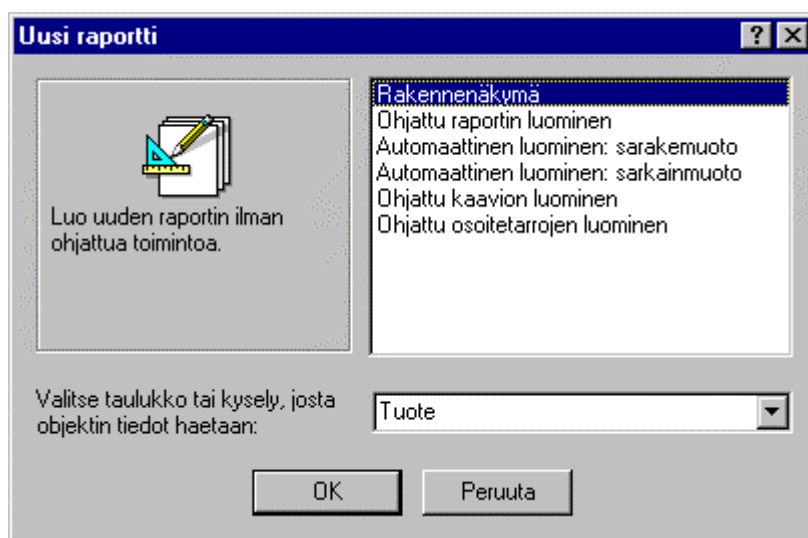 Uusi raportti
Rakennenäkymä
Ohjattu raportin luominen
Automaattinen luominen: sarakemuoto
Automaattinen luominen: sarkainmuoto
Ohjattu kaavion luominen
Ohjattu osoitetarrojen luominen
Luo uuden raportin ilman
ohjattua toimintoa.
Valitse taulukko tai kysely, josta
objektin tiedot haetaan:
Tuote
OK
Peruuta